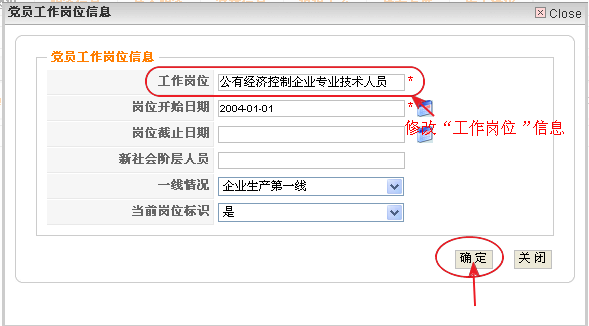 党员工作岗位信息 Close
党员工作岗位信息
工作岗位 公有经济控制企业专业技术人员 *
岗位开始日期 2004-01-01 *
修改“工作岗位”信息
岗位截止日期
新社会阶层人员
一线情况 企业生产第一线
当前岗位标识 是
确 定 关 闭